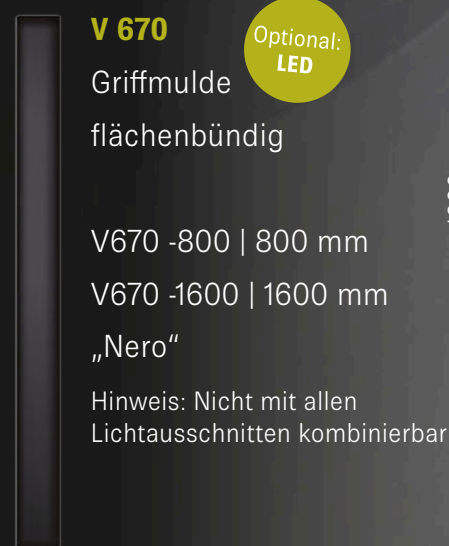 V 670
Optional:
LED
Griffmulde
flächenbündig
V670 -800 | 800 mm
V670 -1600 | 1600 mm
„Nero“
Hinweis: Nicht mit allen
Lichtausschnitten kombinierbar